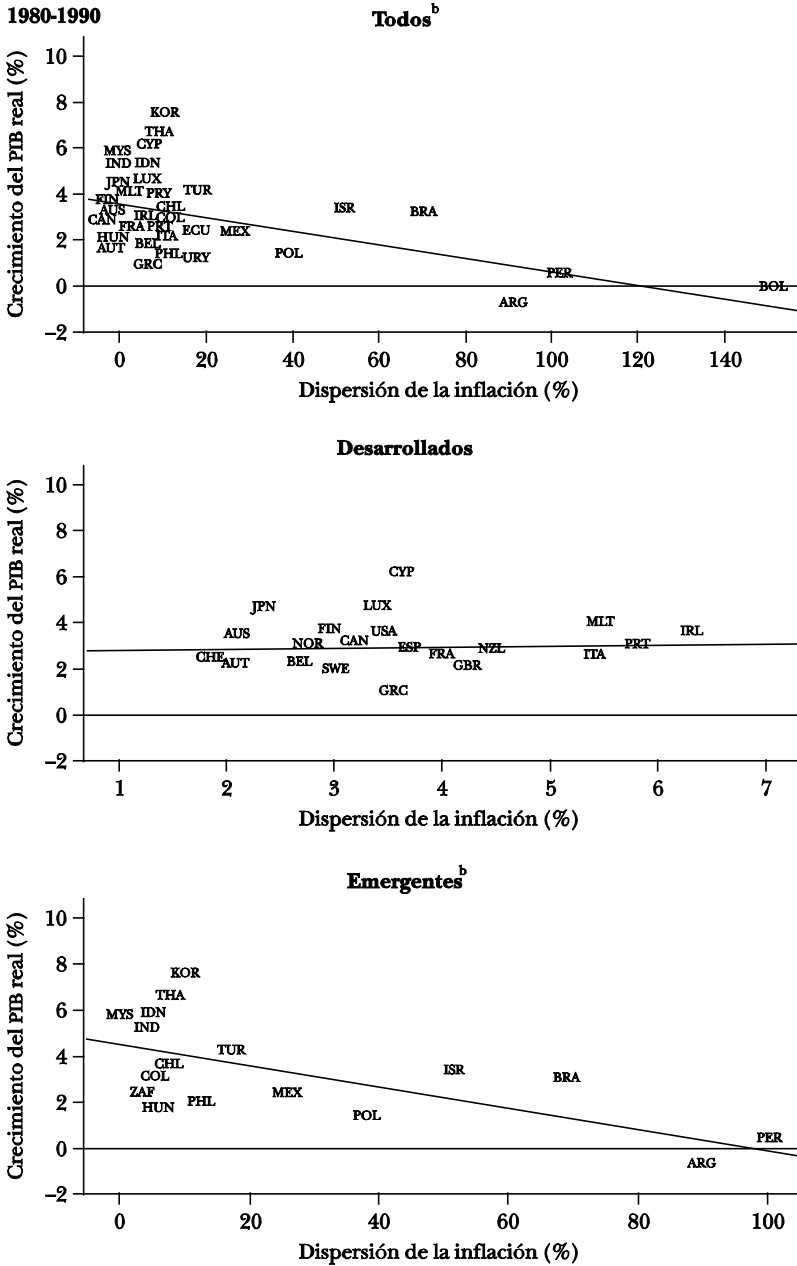 1980-1990
Todos b
Crecimiento del PIB real (%)
10
8
6
4
2
0
–2
KOR
THA
CYP
MYS
IND IDN
JPN LUX
MLT PRY TUR
FIN
AUS CHL ISR BRA
CAN IRL COL
FRA PRT ECU MEX
HUN ITA
AUT BEL
PHL URY POL
GRC
PER
BOL
ARG
0 20 40 60 80 100 120 140
Dispersión de la inflación (%)
Desarrollados
Crecimiento del PIB real (%)
10
8
6
4
2
0
–2
CYP
JPN LUX
MLT
AUS FIN USA IRL
NOR CAN ESP NZL PRT
CHE FRA ITA
AUT BEL SWE GBR
GRC
1 2 3 4 5 6 7
Dispersión de la inflación (%)
Emergentes b
Crecimiento del PIB real (%)
10
8
6
4
2
0
–2
KOR
THA
MYS IDN
IND
TUR
CHL ISR
COL BRA
ZAF MEX
HUN PHL
POL
PER
ARG
0 20 40 60 80 100
Dispersión de la inflación (%)